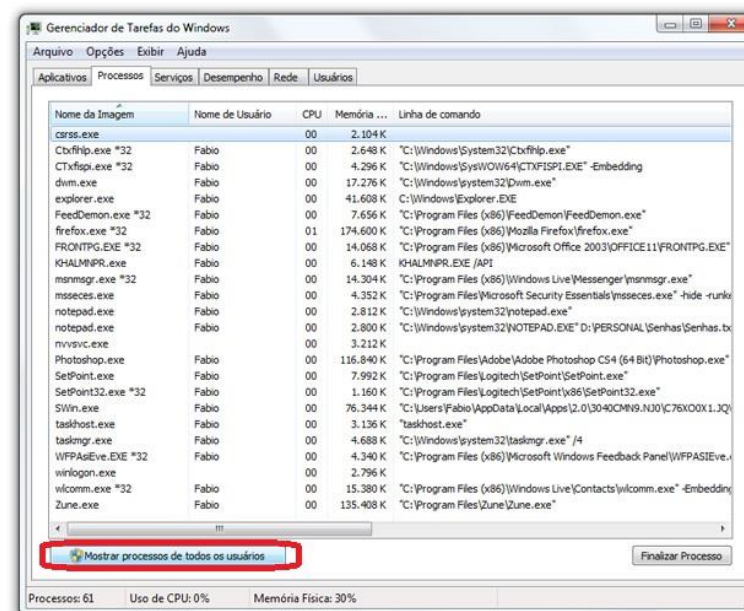 Gerenciador de Tarefas do Windows
Arquivo Opções Exibir Ajuda
Aplicativos Processos Serviços Desempenho Rede Usuários
Nome da Imagem Nome de Usuário CPU Memória ... Linha de comando
csrss.exe 00 2.104 K
Ctxfihlp.exe *32 Fabio 00 2.648 K "C:\Windows\System32\Ctxfihlp.exe"
CTxfispi.exe *32 Fabio 00 4.296 K "C:\Windows\SysWOW64\CTXFISPI.EXE" -Embedding
dwm.exe Fabio 00 17.276 K "C:\Windows\system32\Dwm.exe"
explorer.exe Fabio 00 41.608 K C:\Windows\Explorer.EXE
FeedDemon.exe *32 Fabio 00 7.656 K "C:\Program Files (x86)\FeedDemon\FeedDemon.exe"
firefox.exe *32 Fabio 01 174.600 K "C:\Program Files (x86)\Mozilla Firefox\firefox.exe"
FRONTPG.EXE *32 Fabio 00 14.068 K "C:\Program Files (x86)\Microsoft Office 2003\OFFICE11\FRONTPG.EXE"
KHALMNPR.exe Fabio 00 6.148 K KHALMNPR.EXE /API
msnmsgr.exe *32 Fabio 00 14.304 K "C:\Program Files (x86)\Windows Live\Messenger\msnmsgr.exe"
msseces.exe Fabio 00 4.352 K "C:\Program Files\Microsoft Security Essentials\msseces.exe" -hide -runke
notepad.exe Fabio 00 2.812 K "C:\Windows\system32\notepad.exe"
notepad.exe Fabio 00 2.800 K "C:\Windows\system32\NOTEPAD.EXE" D:\PERSONAL\Senhas\Senhas.tx
nvvsvc.exe 00 3.212 K
Photoshop.exe Fabio 00 116.840 K "C:\Program Files\Adobe\Adobe Photoshop CS4 (64 Bit)\Photoshop.exe"
SetPoint.exe Fabio 00 7.992 K "C:\Program Files\Logitech\SetPoint\SetPoint.exe"
SetPoint32.exe *32 Fabio 00 1.160 K "C:\Program Files\Logitech\SetPoint\x86\SetPoint32.exe"
SWin.exe Fabio 00 76.344 K "C:\Users\Fabio\AppData\Local\Apps\2.0\3040CMN9.NJ0\C76XO0X1.JQV
taskhost.exe Fabio 00 3.136 K "taskhost.exe"
taskmgr.exe Fabio 00 4.688 K "C:\Windows\system32\taskmgr.exe" /4
WFPAsiEve.EXE *32 Fabio 00 4.340 K "C:\Program Files (x86)\Microsoft Windows Feedback Panel\WFPASIEve.
winlogon.exe 00 2.796 K
wlcomm.exe *32 Fabio 00 15.380 K "C:\Program Files (x86)\Windows Live\Contacts\wlcomm.exe" -Embedding
Zune.exe Fabio 00 135.408 K "C:\Program Files\Zune\Zune.exe"
Mostrar processos de todos os usuários Finalizar Processo
Processos: 61 Uso de CPU: 0% Memória Física: 30%